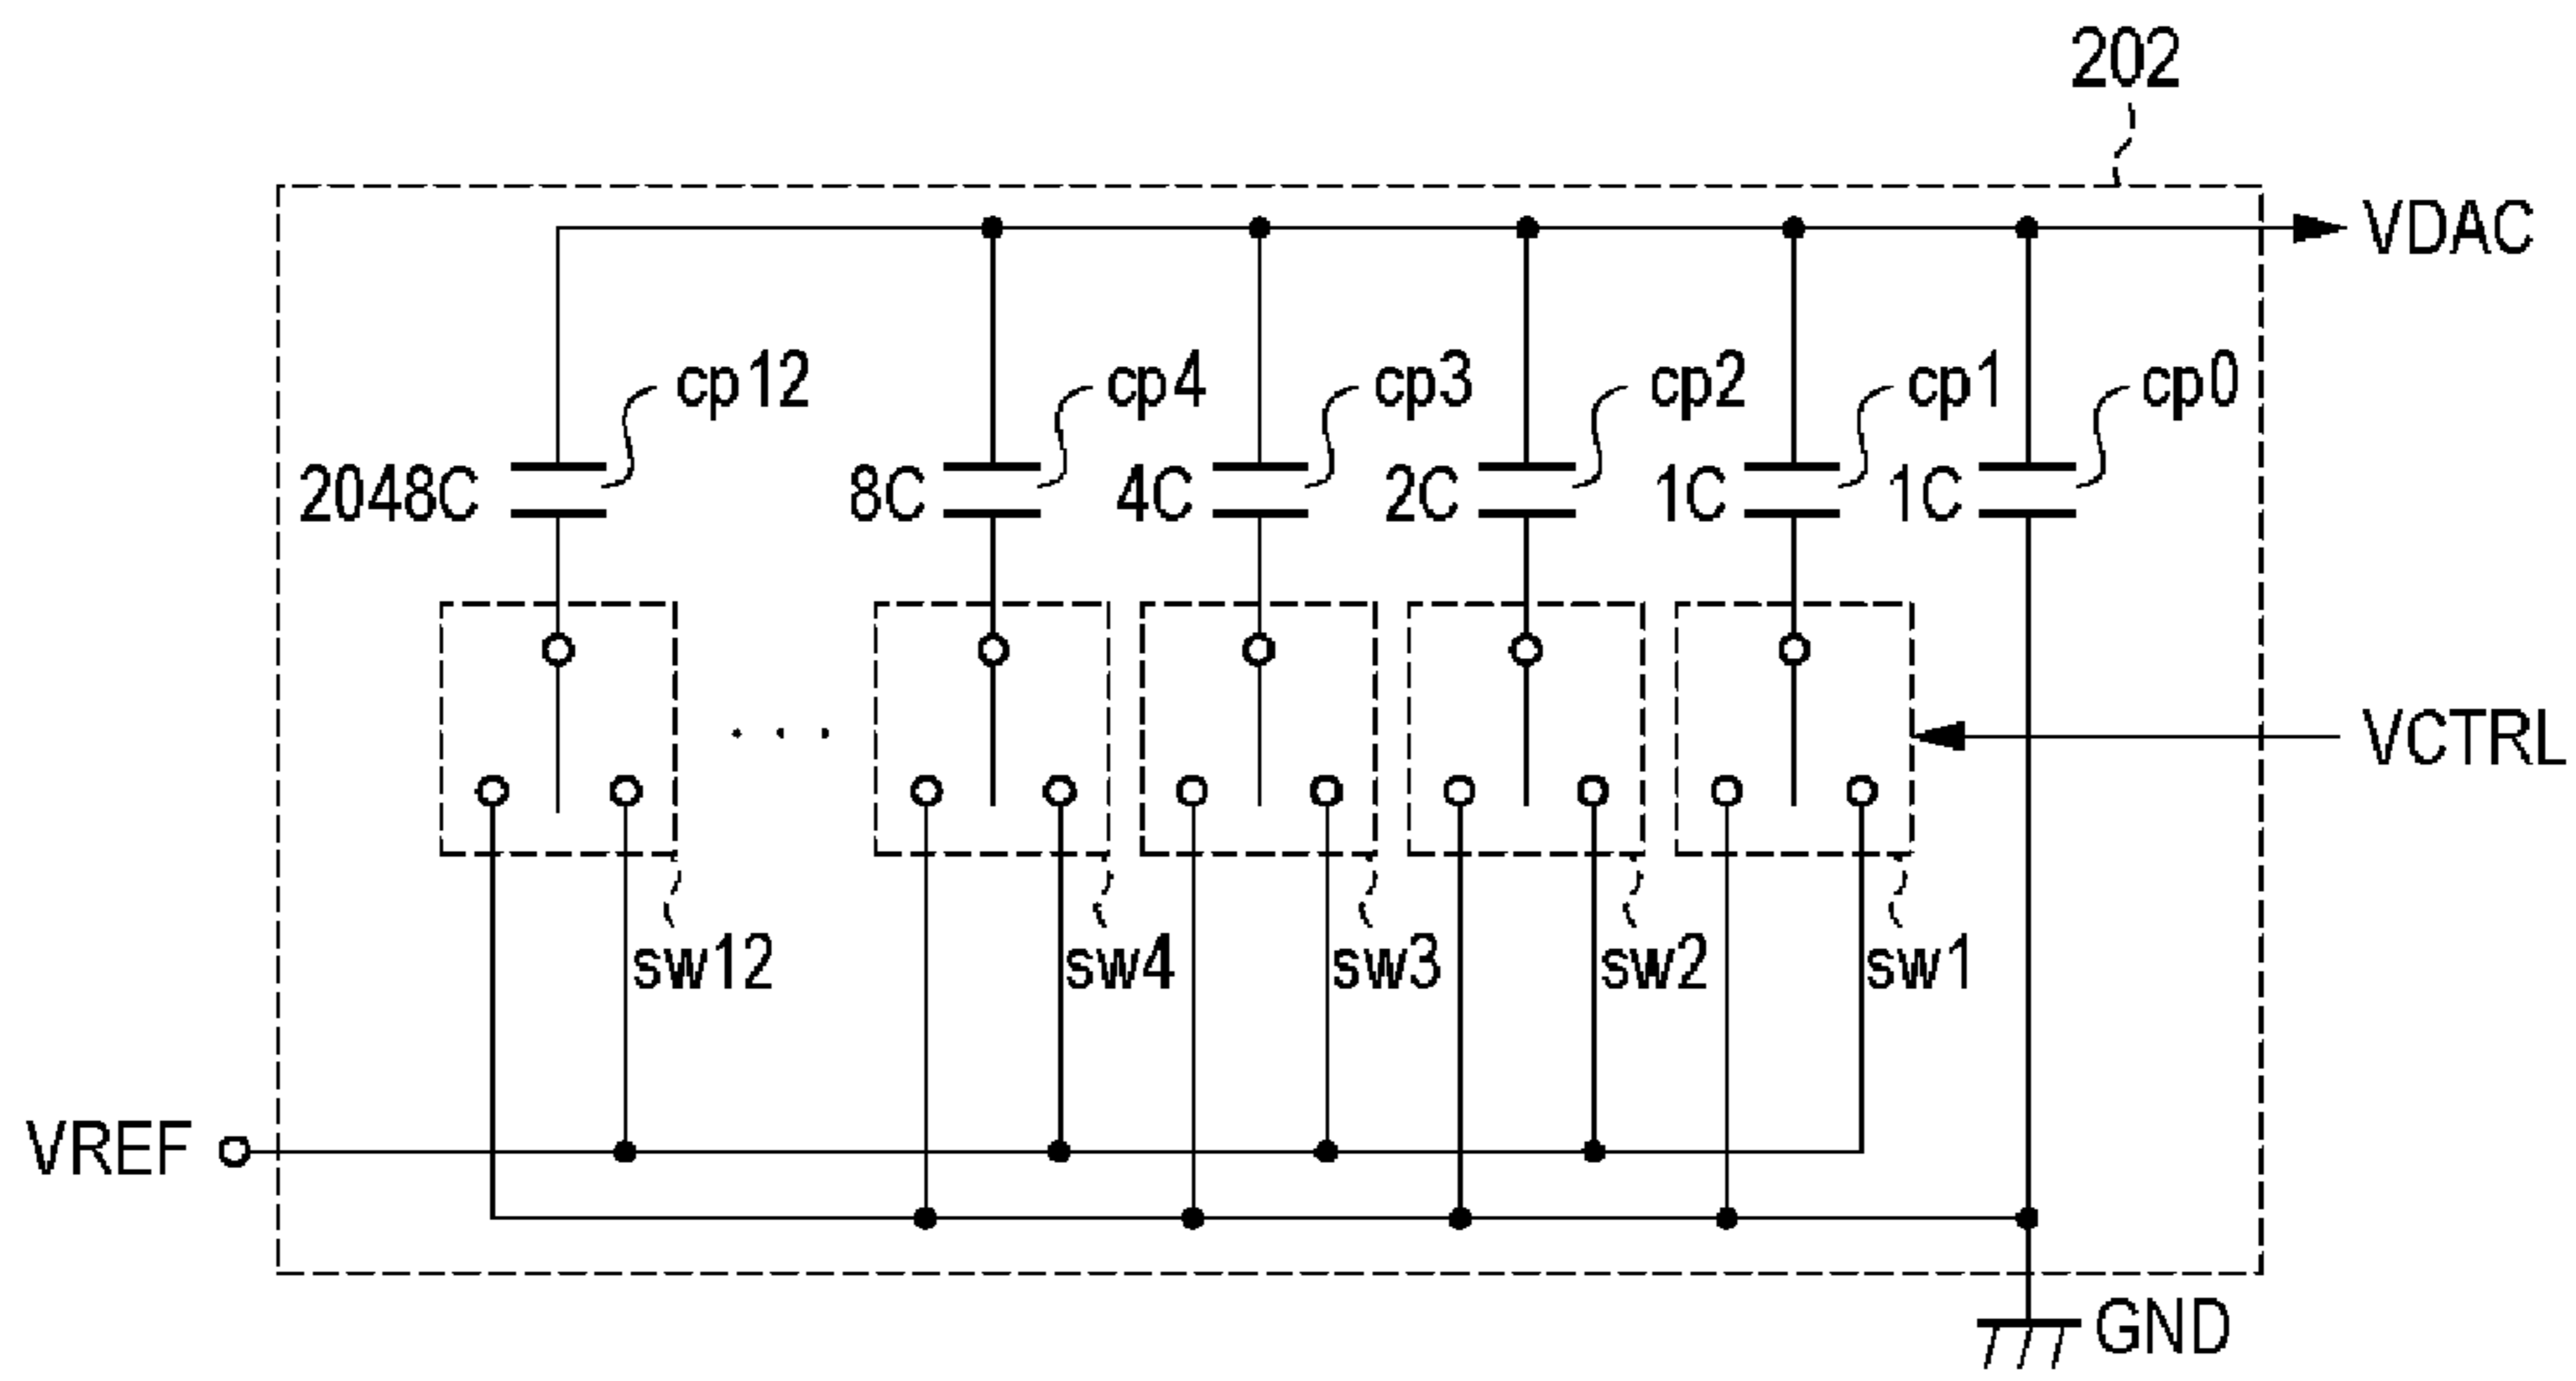 202
VDAC
cp12 cp4 cp3 cp2 cp1 cp0
2048C 8C 4C 2C 1C 1C
. . .
VCTRL
sw12 sw4 sw3 sw2 sw1
VREF
GND